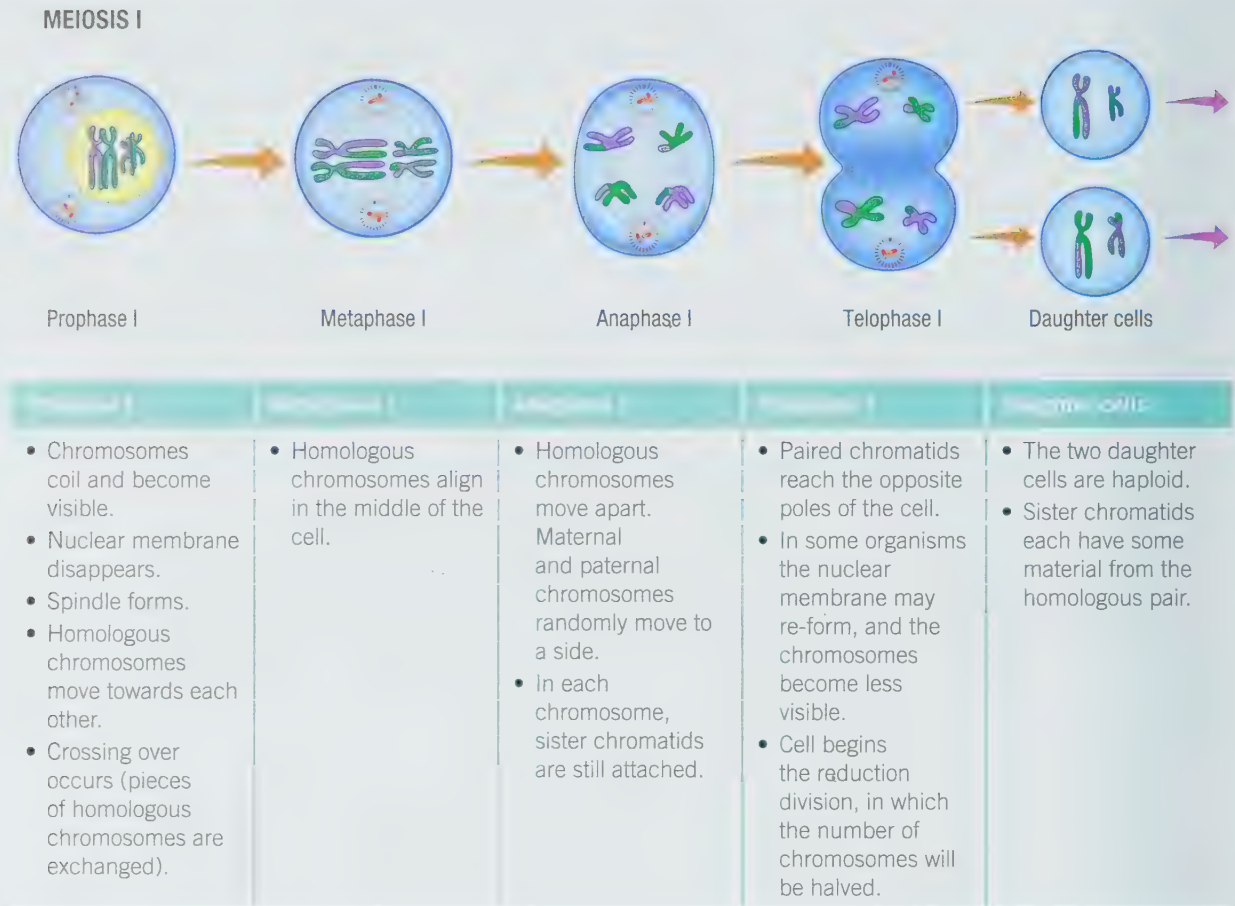 MEIOSIS I
Prophase I
Metaphase I
Anaphase I
Telophase I
Daughter cells
Prophase I
Metaphase I
Anaphase I
Telophase I
Daughter cells
• Chromosomes
coil and become
visible.
• Nuclear membrane
disappears.
• Spindle forms.
• Homologous
chromosomes
move towards each
other.
• Crossing over
occurs (pieces
of homologous
chromosomes are
exchanged).
• Homologous
chromosomes align
in the middle of the
cell.
• Homologous
chromosomes
move apart.
Maternal
and paternal
chromosomes
randomly move to
a side.
• In each
chromosome,
sister chromatids
are still attached.
• Paired chromatids
reach the opposite
poles of the cell.
• In some organisms
the nuclear
membrane may
re-form, and the
chromosomes
become less
visible.
• Cell begins
the reduction
division, in which
the number of
chromosomes will
be halved.
• The two daughter
cells are haploid.
• Sister chromatids
each have some
material from the
homologous pair.